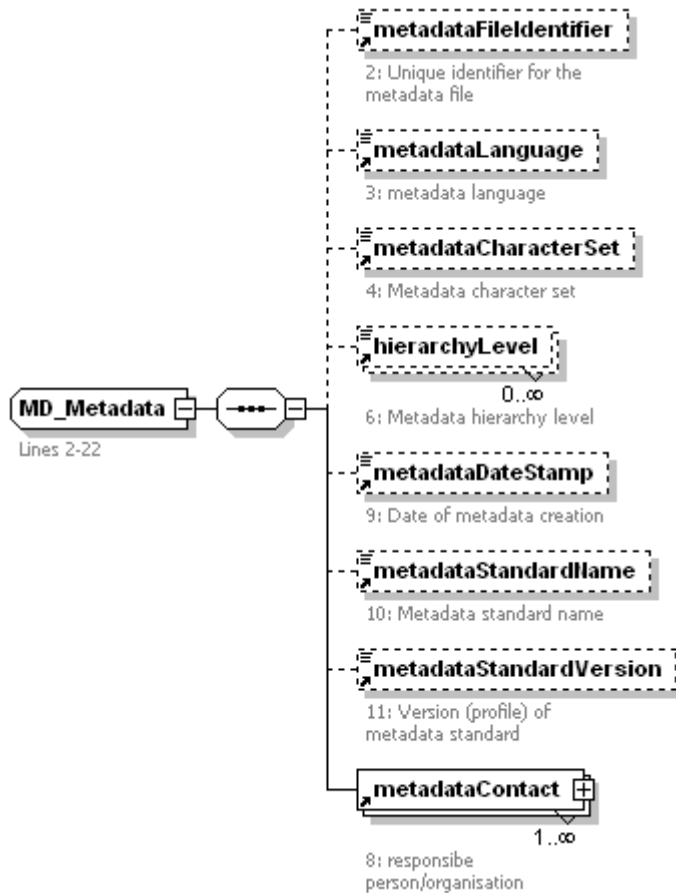 metadataFileIdentifier
2: Unique identifier for the
metadata file
metadataLanguage
3: metadata language
metadataCharacterSet
4: Metadata character set
hierarchyLevel
0..∞
6: Metadata hierarchy level
MD_Metadata
Lines 2-22
metadataDateStamp
9: Date of metadata creation
metadataStandardName
10: Metadata standard name
metadataStandardVersion
11: Version (profile) of
metadata standard
metadataContact
1..∞
8: responsibe
person/organisation